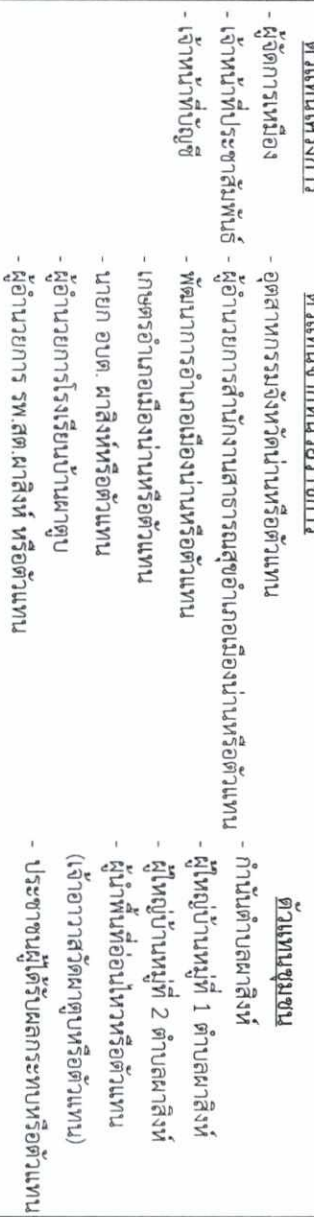 - ผู้จัดการเหมือง
- เจ้าหน้าที่ประชาสัมพันธ์
- เจ้าหน้าที่บัญชี
- อุตสาหกรรมจังหวัดน่านหรือตัวแทน
- ผู้อำนวยการสำนักงานสาธารณสุขอำเภอเมืองน่านหรือตัวแทน
- พัฒนาการอำเภอเมืองน่านหรือตัวแทน
- เกษตรอำเภอเมืองน่านหรือตัวแทน
- นายก อบต. ผาสิงห์หรือตัวแทน
- ผู้อำนวยการโรงเรียนบ้านผาตูบ
- ผู้อำนวยการ รพ.สต.ผาสิงห์ หรือตัวแทน
ตัวแทนชุมชน
- กำนันตำบลผาสิงห์
- ผู้ใหญ่บ้านหมู่ที่ 1 ตำบลผาสิงห์
- ผู้ใหญ่บ้านหมู่ที่ 2 ตำบลผาสิงห์
- ผู้นำพื้นที่อ่อนไหวหรือตัวแทน
(เจ้าอาวาสวัดผาตูบหรือตัวแทน)
- ประชาชนผู้ได้รับผลกระทบหรือตัวแทน